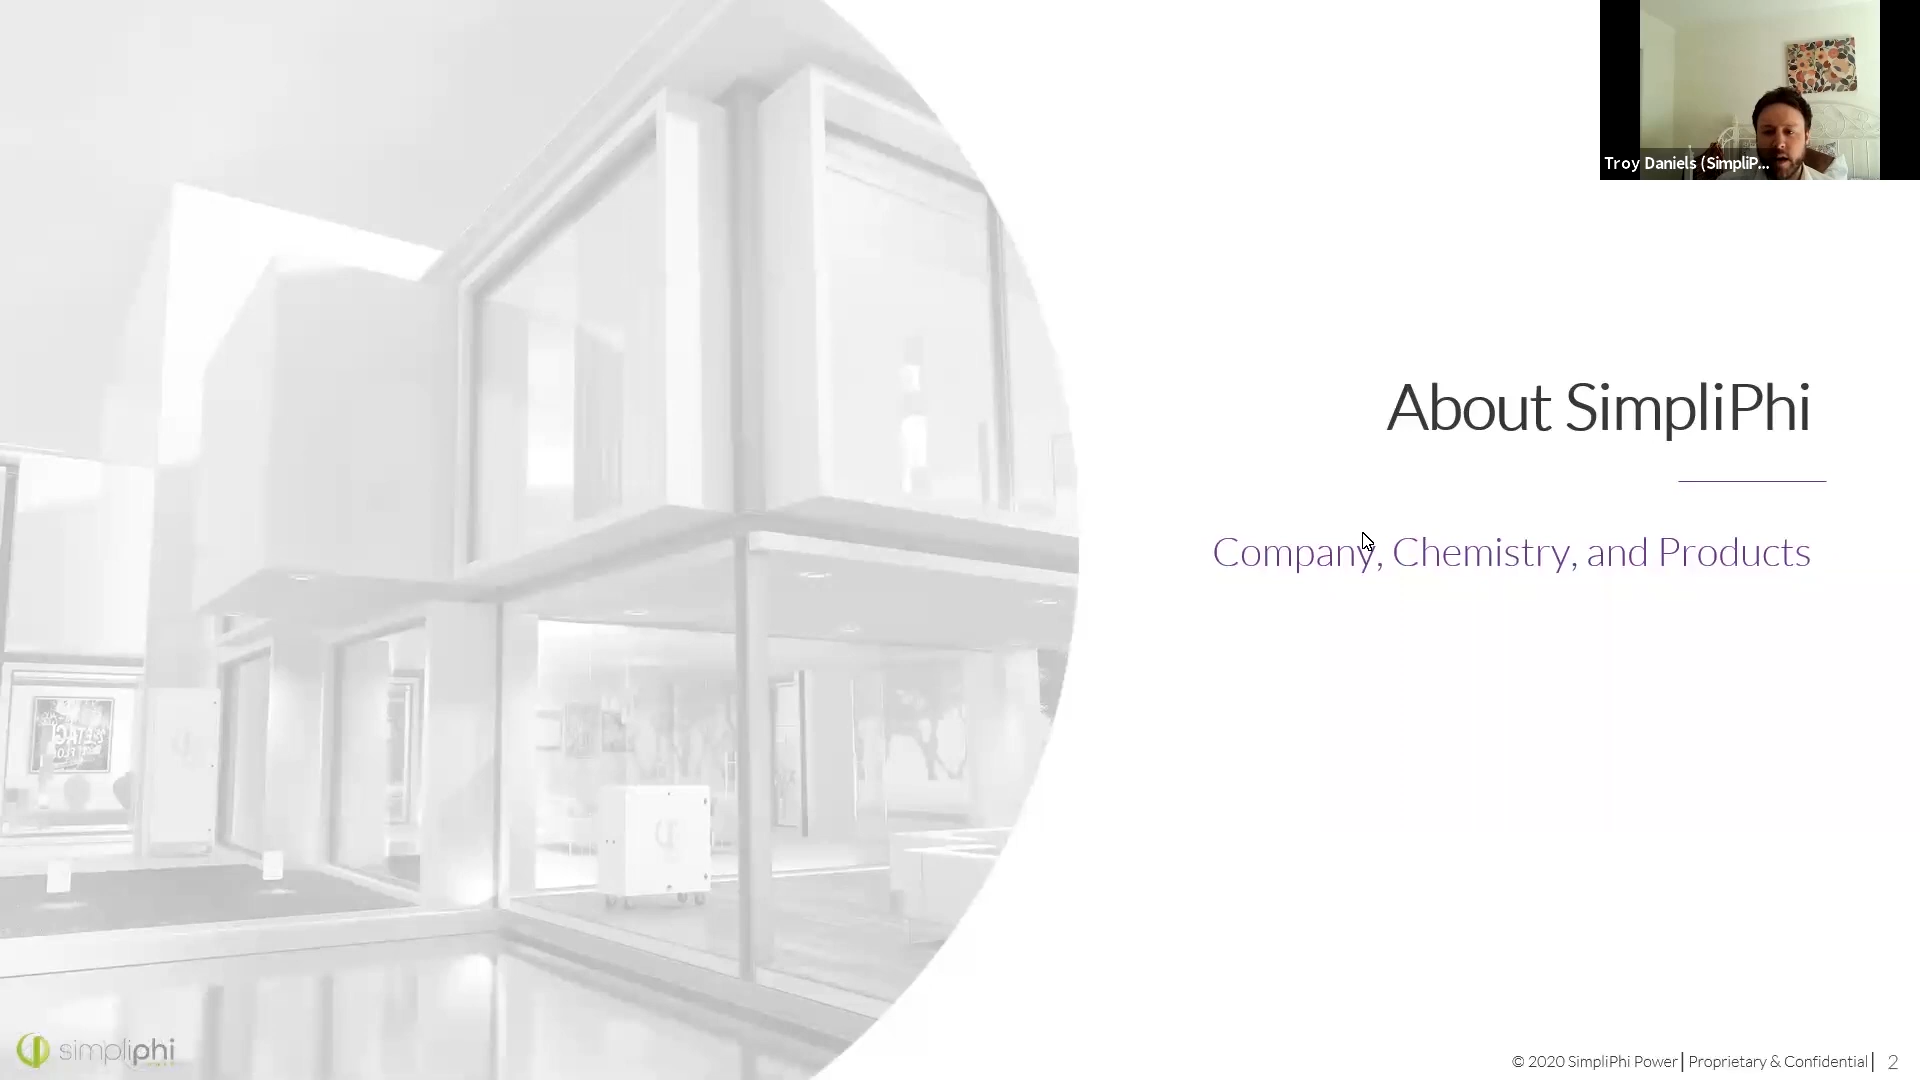 Troy Daniels (SimpliP...
About SimpliPhi
Company, Chemistry, and Products
simpliphi
© 2020 SimpliPhi Power | Proprietary & Confidential | 2